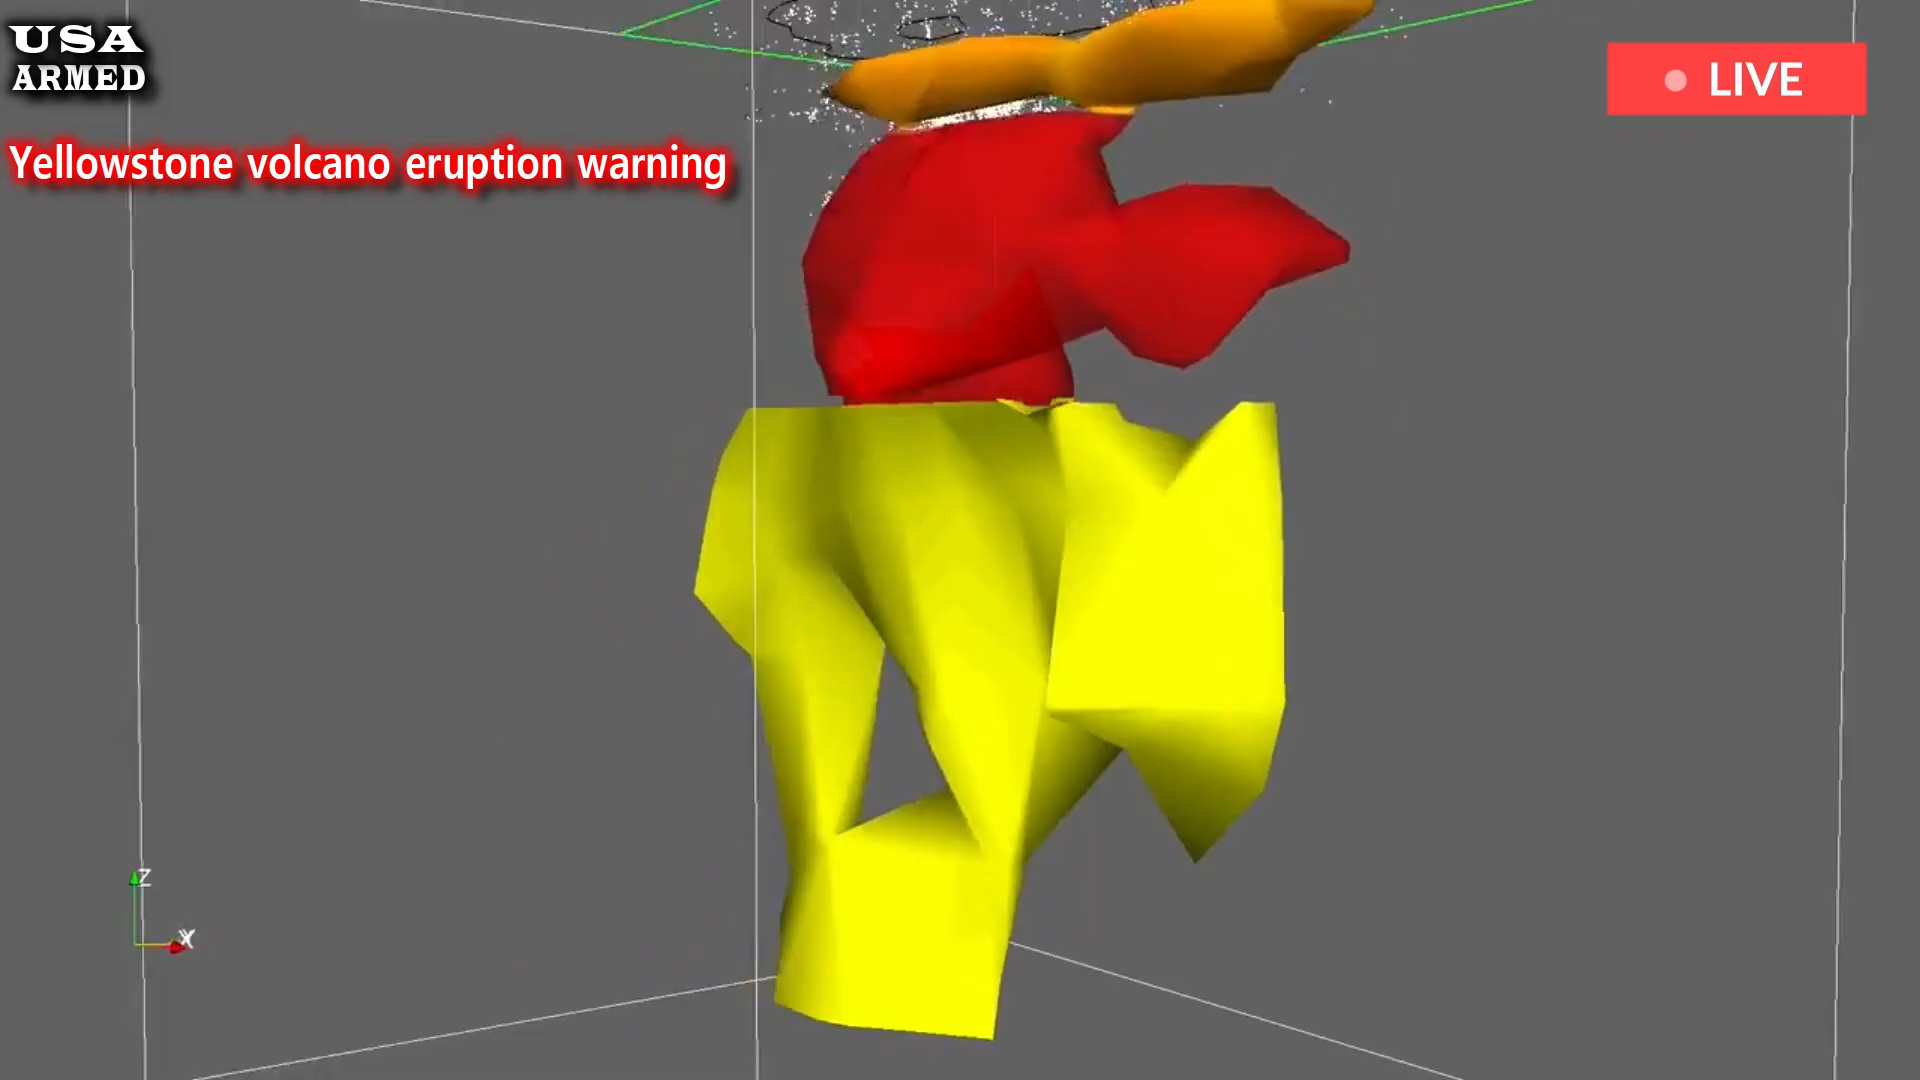 USA
ARMED
LIVE
Yellowstone volcano eruption warning
Z
X